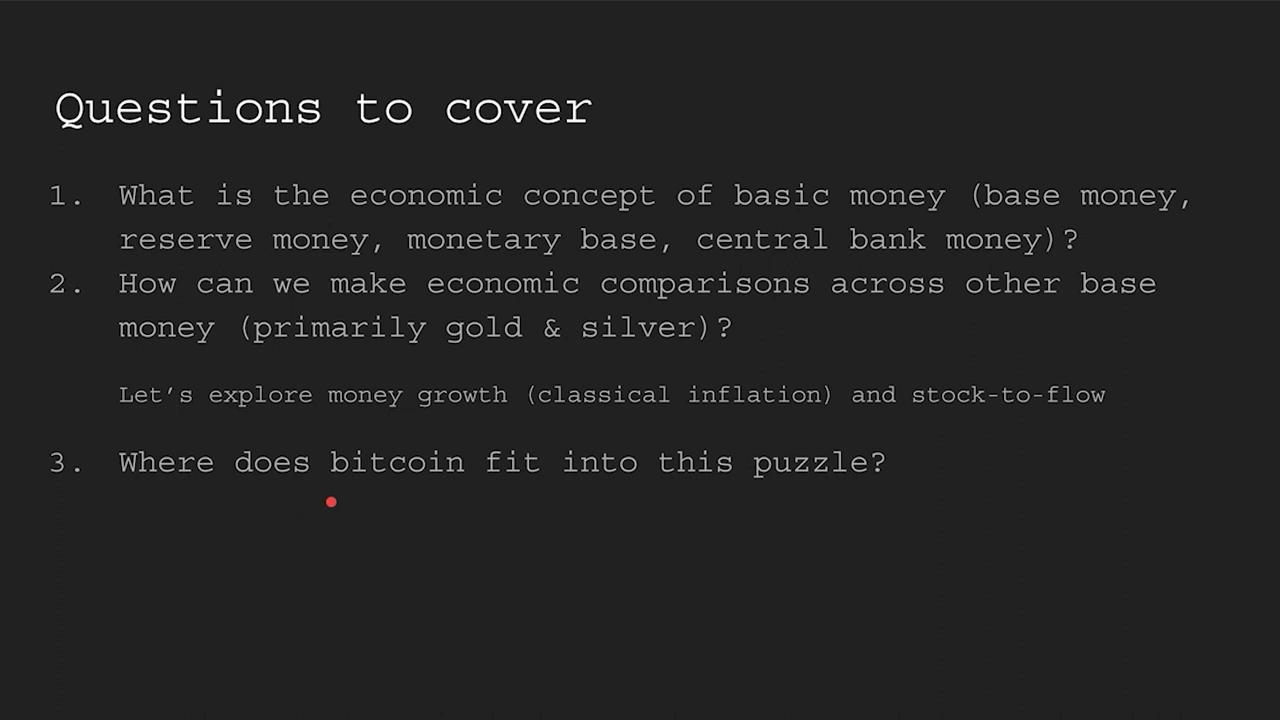 Questions to cover
1. What is the economic concept of basic money (base money,
reserve money, monetary base, central bank money)?
2. How can we make economic comparisons across other base
money (primarily gold & silver)?
Let’s explore money growth (classical inflation) and stock-to-flow
3. Where does bitcoin fit into this puzzle?